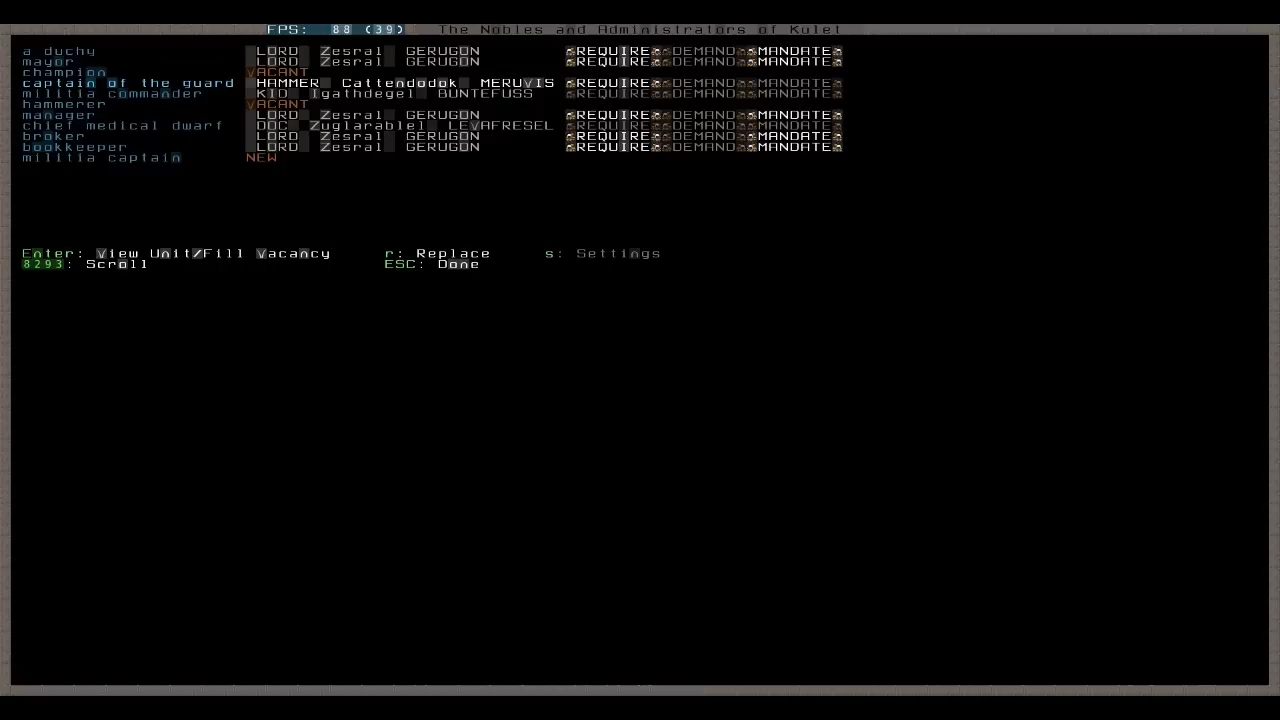 FPS: 88 (39) The Nobles and Administrators of Kulet
a duchy LORD Zesral GERUGON REQUIRE DEMAND MANDATE
mayor LORD Zesral GERUGON REQUIRE DEMAND MANDATE
champion VACANT
captain of the guard HAMMER Cattendodok MERUVIS REQUIRE DEMAND MANDATE
militia commander KID Igathdegel BUNTEFUSS REQUIRE DEMAND MANDATE
hammerer VACANT
manager LORD Zesral GERUGON REQUIRE DEMAND MANDATE
chief medical dwarf DOC Zuglarablel LEVAFRESEL REQUIRE DEMAND MANDATE
broker LORD Zesral GERUGON REQUIRE DEMAND MANDATE
bookkeeper LORD Zesral GERUGON REQUIRE DEMAND MANDATE
militia captain NEW
Enter: View Unit/Fill Vacancy r: Replace s: Settings
8293: Scroll ESC: Done